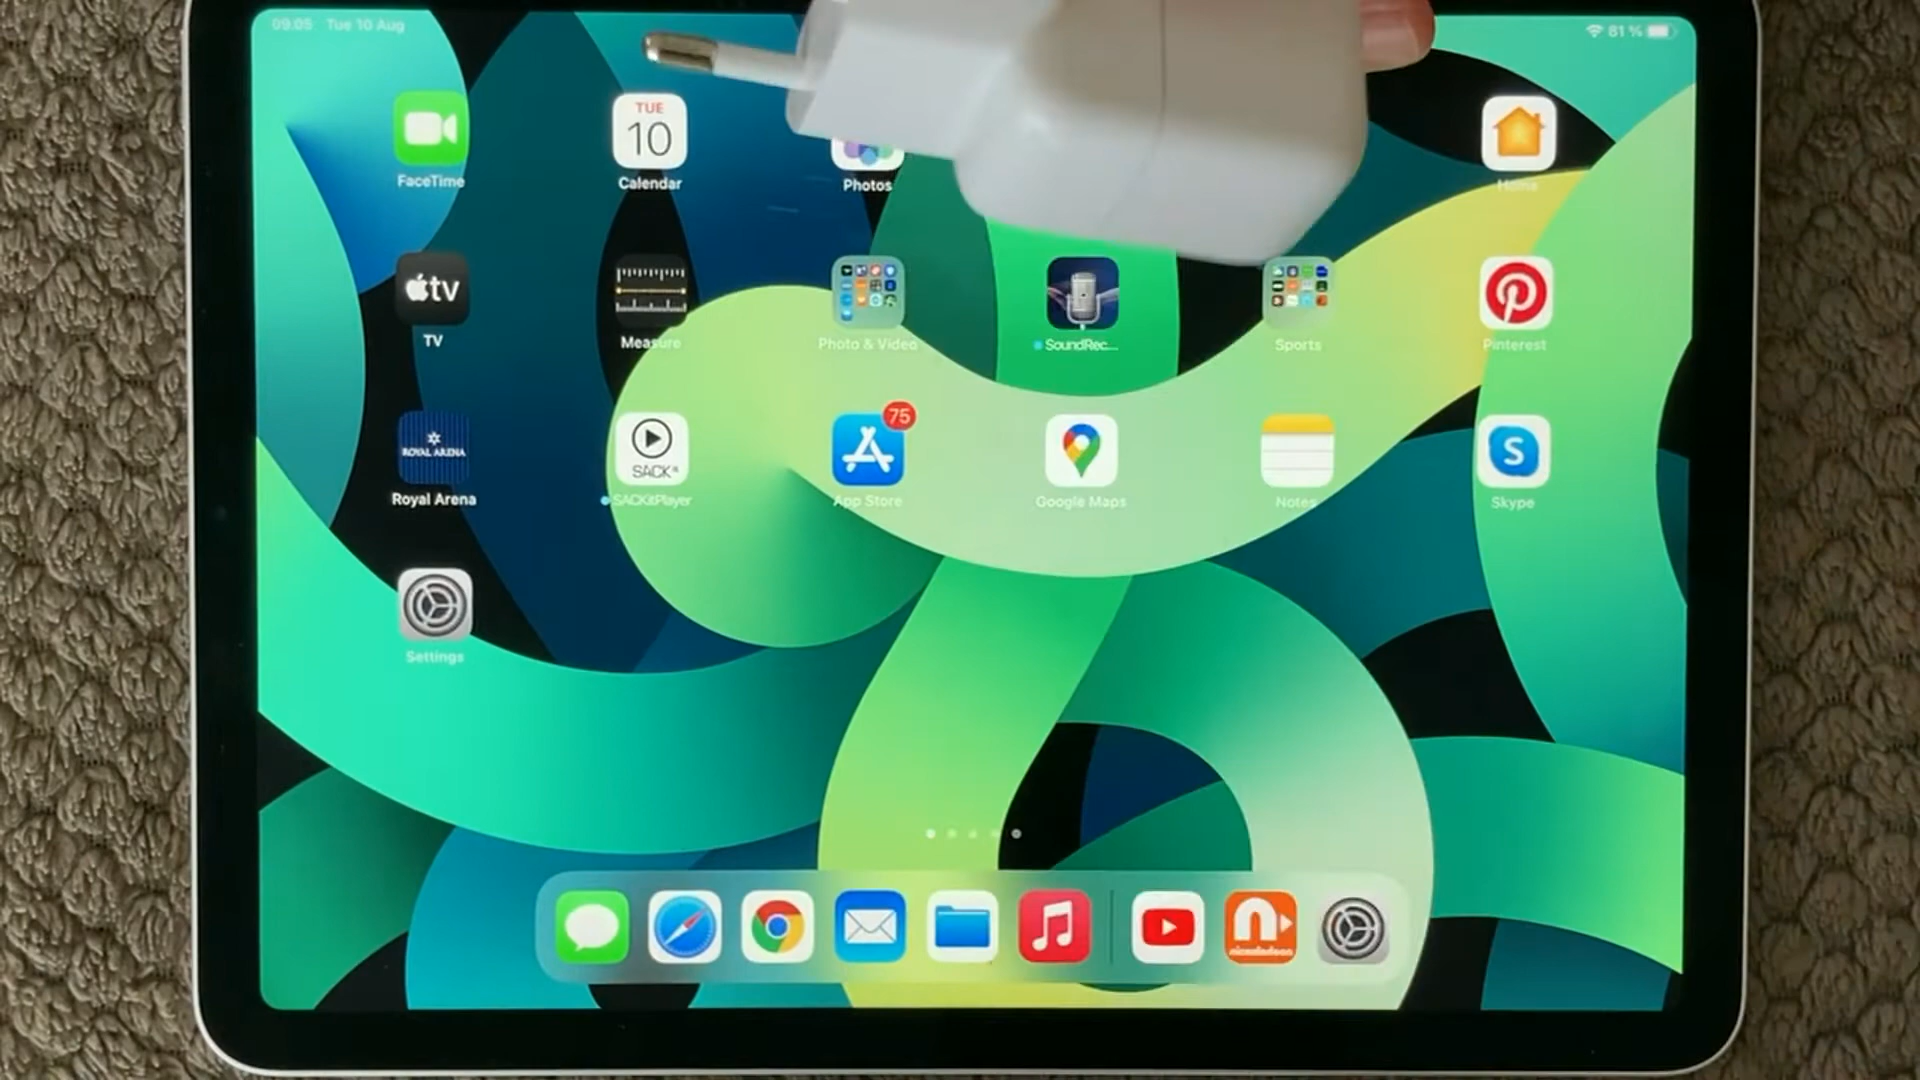 09:05 Tue 10 Aug
81 %
TUE
10
FaceTime
Calendar
Photos
Home
tv
TV
Measure
Photo & Video
SoundRec...
Sports
Pinterest
ROYAL ARENA
SACK
75
S
Royal Arena
SACKitPlayer
App Store
Google Maps
Notes
Skype
Settings
nickelodeon